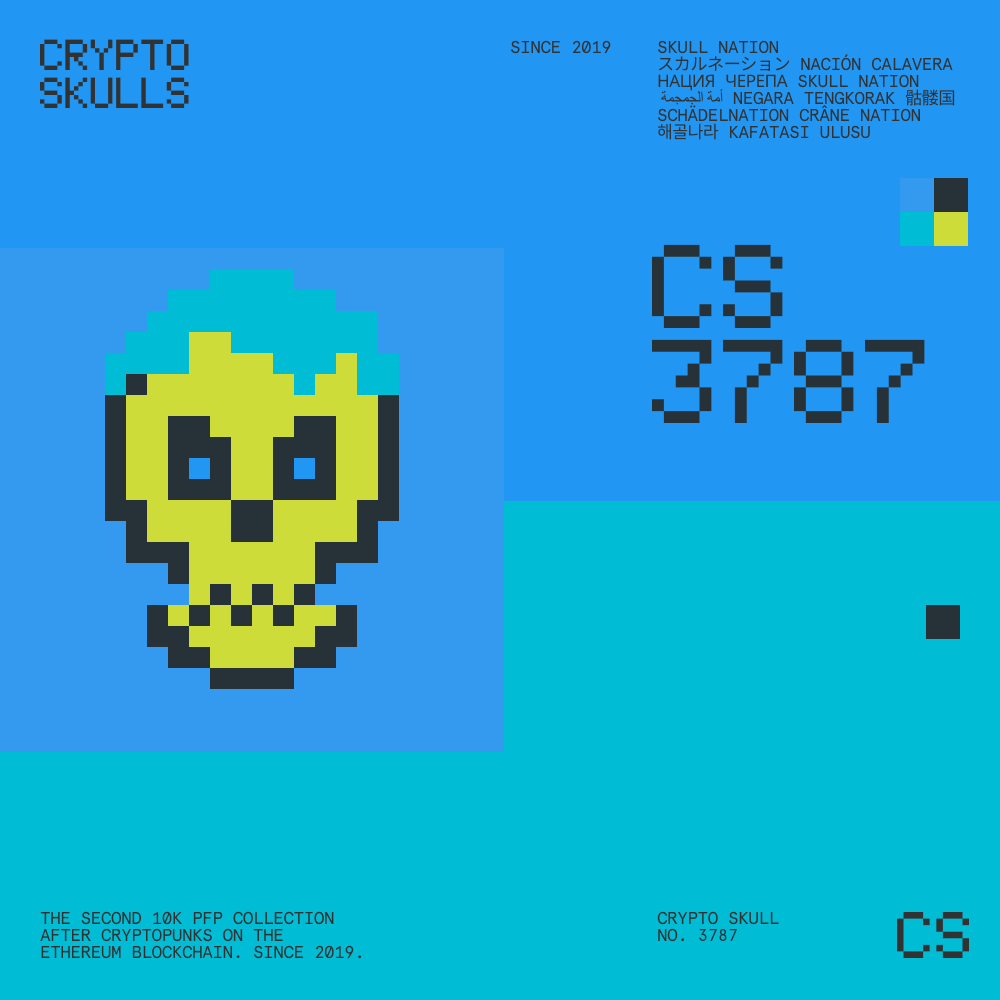 CRYPTO
SKULLS
SINCE 2019
SKULL NATION
スカルネーション NACIÓN CALAVERA
НАЦИЯ ЧЕРЕПА SKULL NATION
أمة الجمجمة NEGARA TENGKORAK 骷髅国
SCHÄDELNATION CRÂNE NATION
해골나라 KAFATASI ULUSU
CS
3787
THE SECOND 10K PFP COLLECTION
AFTER CRYPTOPUNKS ON THE
ETHEREUM BLOCKCHAIN. SINCE 2019.
CRYPTO SKULL
NO. 3787
CS